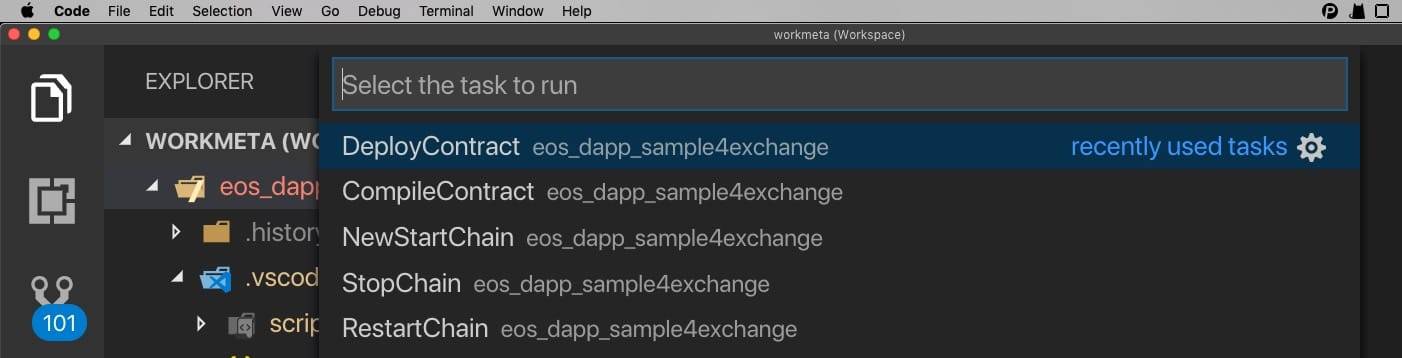 Code File Edit Selection View Go Debug Terminal Window Help
workmeta (Workspace)
EXPLORER
Select the task to run
WORKMETA (WO
DeployContract eos_dapp_sample4exchange recently used tasks
eos_dapp
CompileContract eos_dapp_sample4exchange
.history
NewStartChain eos_dapp_sample4exchange
.vscod
StopChain eos_dapp_sample4exchange
101
scrip
RestartChain eos_dapp_sample4exchange